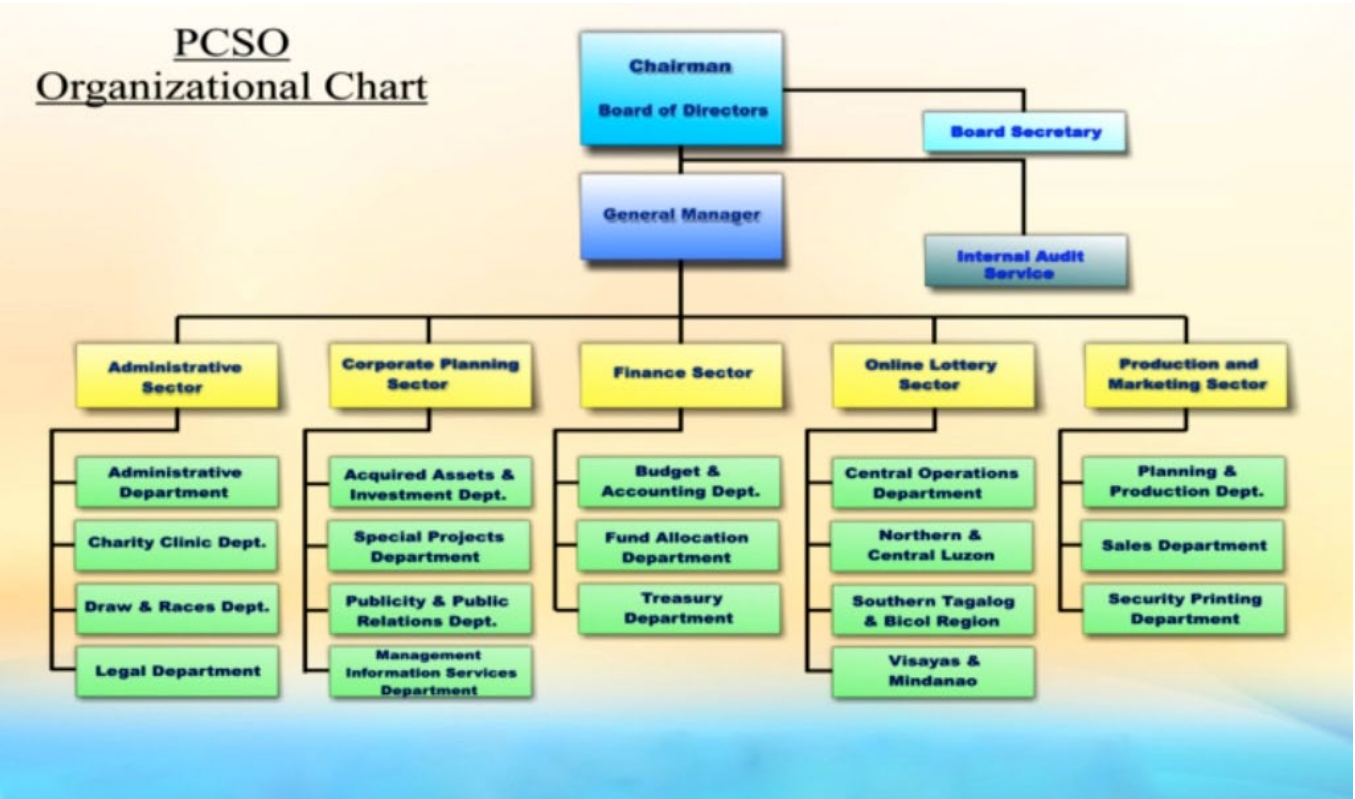 PCSO
Organizational Chart
Chairman
Board of Directors
Board Secretary
General Manager
Internal Audit
Service
Administrative
Sector
Corporate Planning
Sector
Finance Sector
Online Lottery
Sector
Production and
Marketing Sector
Administrative
Department
Charity Clinic Dept.
Draw & Races Dept.
Legal Department
Acquired Assets &
Investment Dept.
Special Projects
Department
Publicity & Public
Relations Dept.
Management
Information Services
Department
Budget &
Accounting Dept.
Fund Allocation
Department
Treasury
Department
Central Operations
Department
Northern &
Central Luzon
Southern Tagalog
& Bicol Region
Visayas &
Mindanao
Planning &
Production Dept.
Sales Department
Security Printing
Department